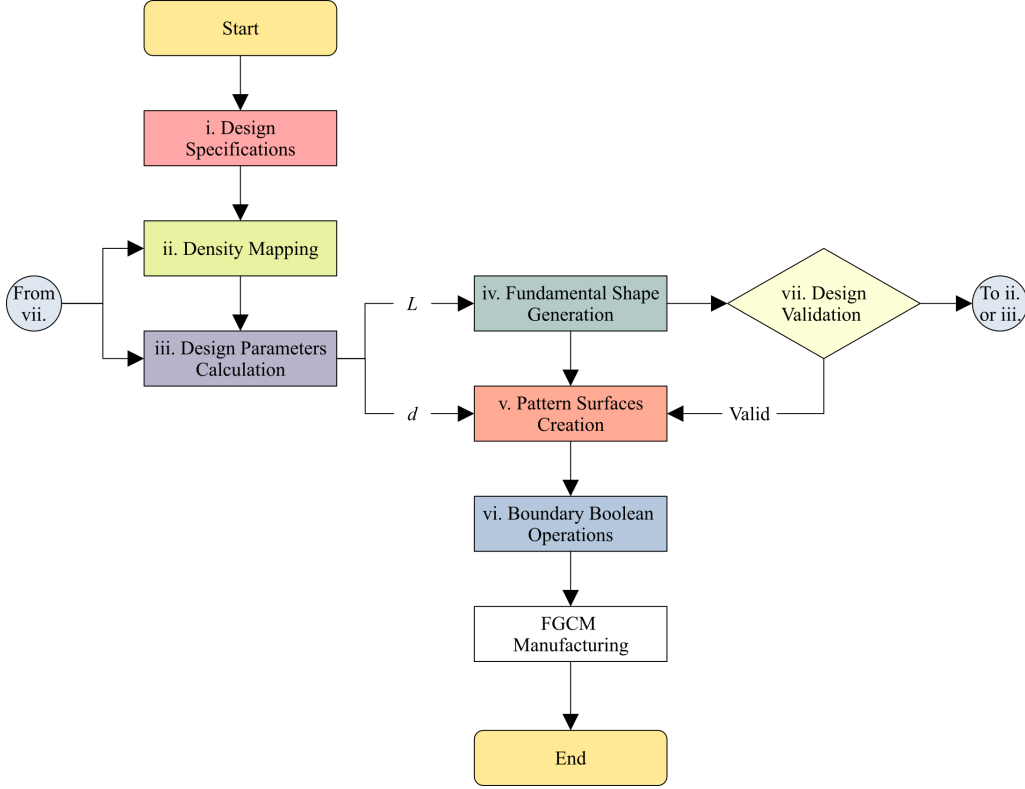 Start
i. Design
Specifications
ii. Density Mapping
From
vii.
iii. Design Parameters
Calculation
L
d
iv. Fundamental Shape
Generation
vii. Design
Validation
To ii.
or iii.
v. Pattern Surfaces
Creation
Valid
vi. Boundary Boolean
Operations
FGCM
Manufacturing
End